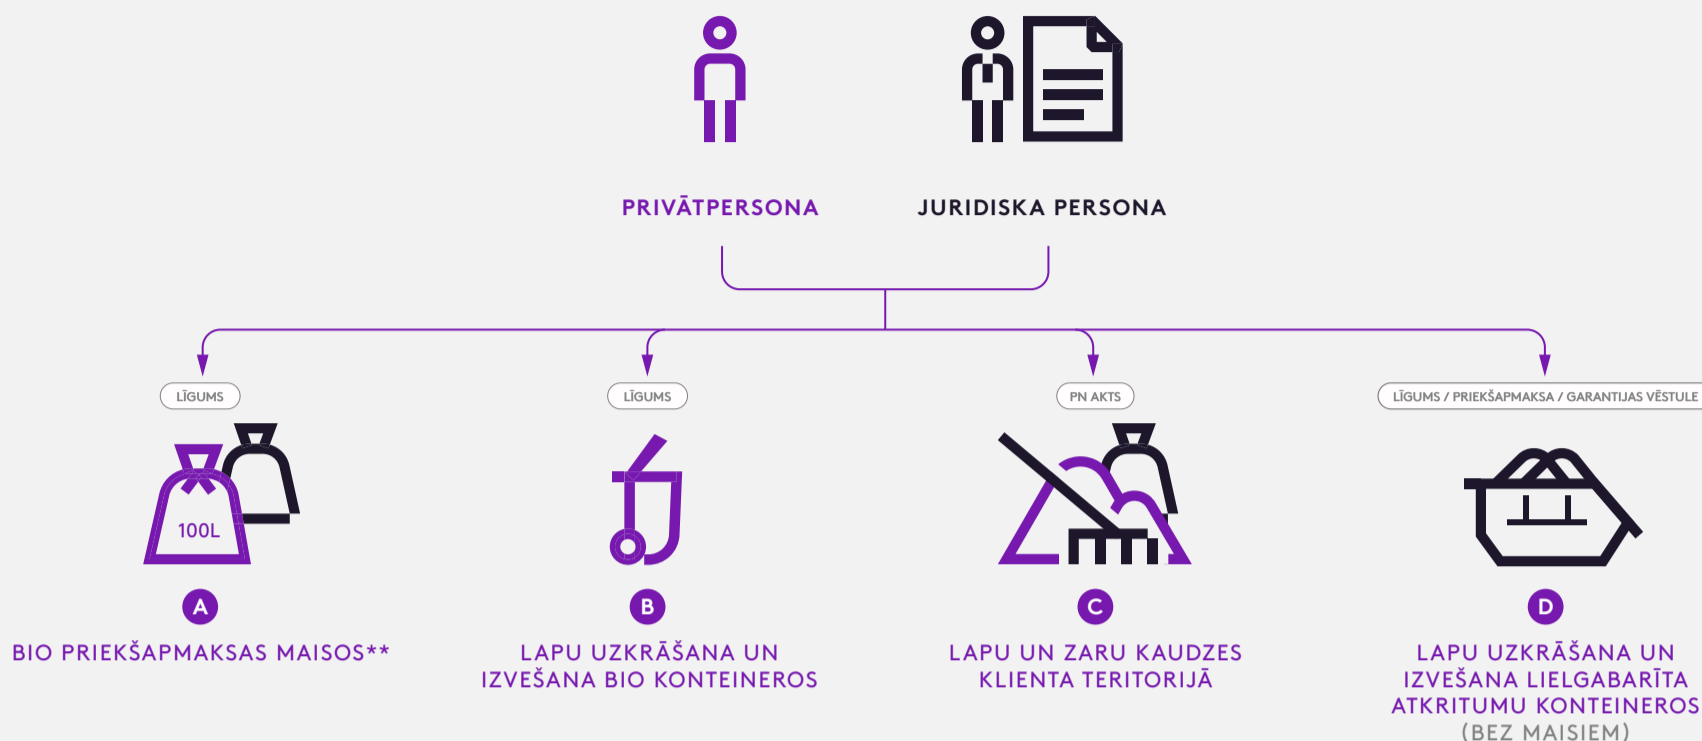 PRIVĀTPERSONA
JURIDISKA PERSONA
LĪGUMS
LĪGUMS
PN AKTS
LĪGUMS / PRIEKŠAPMAKSA / GARANTIJAS VĒSTULE
100L
A
BIO PRIEKŠAPMAKSAS MAISOS**
B
LAPU UZKRĀŠANA UN
IZVEŠANA BIO KONTEINEROS
C
LAPU UN ZARU KAUDZES
KLIENTA TERITORIJĀ
D
LAPU UZKRĀŠANA UN
IZVEŠANA LIELGABARĪTA
ATKRITUMU KONTEINEROS
(BEZ MAISIEM)